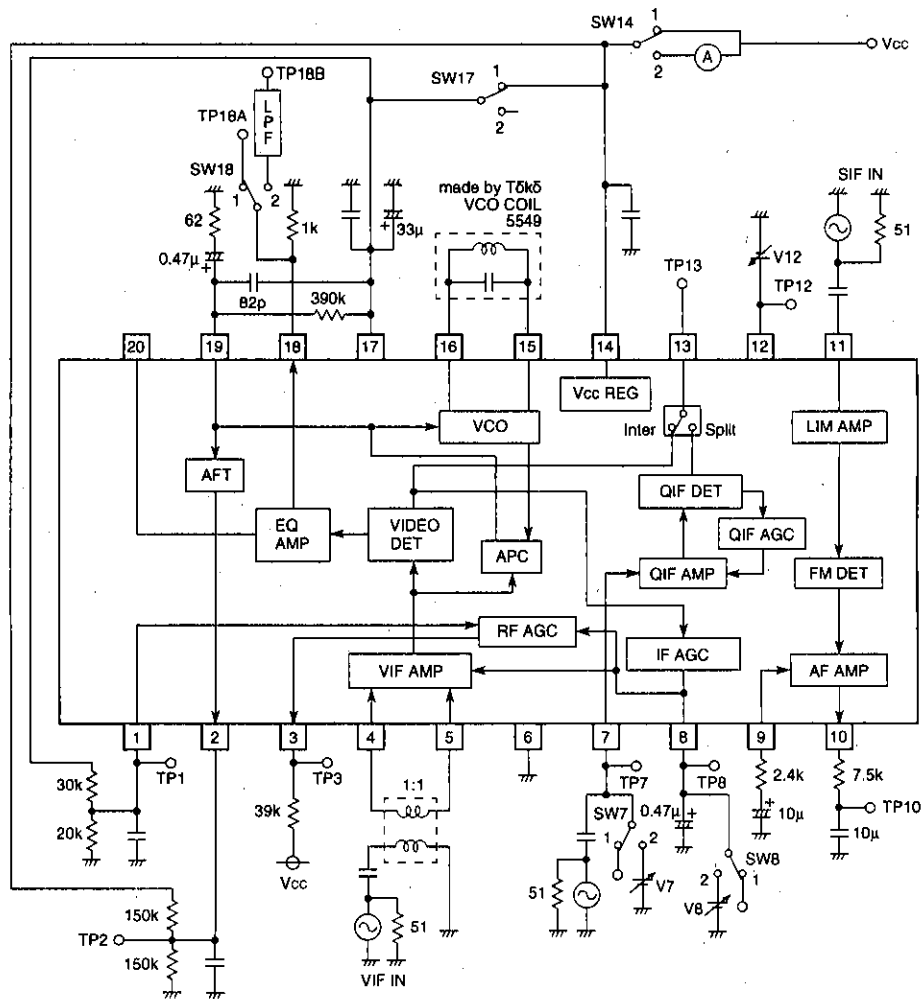 SW14
1
2
A
Vcc
TP18B
LPF
TP18A
SW17
1
2
SW18
1
2
62
1k
33μ
+
made by Tōkō
VCO COIL
5549
SIF IN
51
V12
TP12
TP13
0.47μ
+
82p
390k
20
19
18
17
16
15
14
13
12
11
Vcc REG
VCO
Inter
Split
LIM AMP
AFT
QIF DET
EQ
AMP
VIDEO
DET
APC
QIF AGC
QIF AMP
FM DET
RF AGC
VIF AMP
IF AGC
AF AMP
1
2
3
4
5
6
7
8
9
10
TP1
TP3
TP7
TP8
TP10
30k
20k
39k
Vcc
1:1
SW7
1
2
0.47μ
+
2.4k
+
10μ
7.5k
10μ
51
V7
SW8
2
1
V8
150k
TP2
150k
51
VIF IN